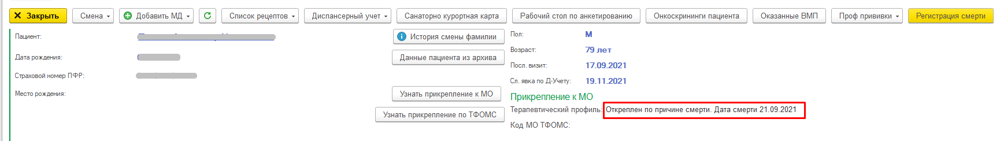 Закрыть Смена Добавить МД Список рецептов Диспансерный учет Санаторно курортная карта Рабочий стол по анкетированию Онкоскрининги пациента Оказанные ВМП Проф прививки Регистрация смерти
Пациент: История смены фамилии Пол: М
Дата рождения: Данные пациента из архива Возраст: 79 лет
Посл. визит: 17.09.2021
Страховой номер ПФР:
Сл. явка по Д-Учету: 19.11.2021
Место рождения: Узнать прикрепление к МО Прикрепление к МО
Терапевтический профиль: Откреплен по причине смерти. Дата смерти 21.09.2021
Узнать прикрепление по ТФОМС
Код МО ТФОМС: